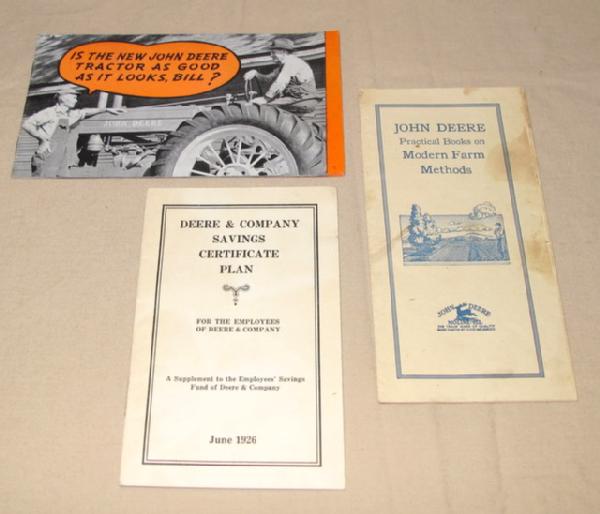 IS THE NEW JOHN DEERE
TRACTOR AS GOOD
AS IT LOOKS, BILL?
JOHN DEERE
JOHN DEERE
Practical Books on
Modern Farm
Methods
JOHN DEERE
MOLINE, ILL.
DEERE & COMPANY
SAVINGS
CERTIFICATE
PLAN
FOR THE EMPLOYEES
OF DEERE & COMPANY
A Supplement to the Employees' Savings
Fund of Deere & Company
June 1926